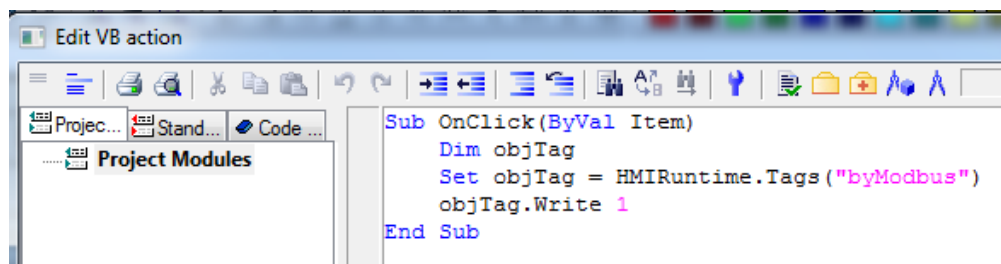 Edit VB action
Projec... Stand... Code ...
Project Modules
Sub OnClick(ByVal Item)
Dim objTag
Set objTag = HMIRuntime.Tags("byModbus")
objTag.Write 1
End Sub